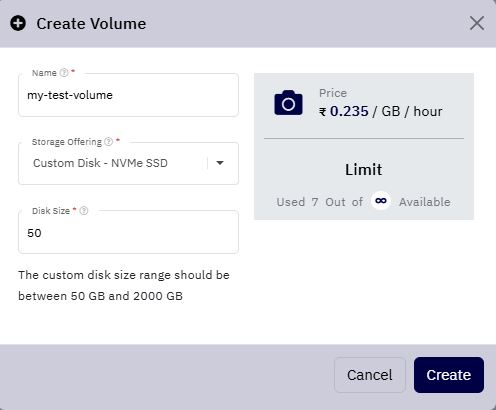 Create Volume
Name ? *
my-test-volume
Storage Offering ? *
Custom Disk - NVMe SSD
Disk Size * ?
50
The custom disk size range should be
between 50 GB and 2000 GB
Price
₹ 0.235 / GB / hour
Limit
Used 7 Out of ∞ Available
Cancel
Create